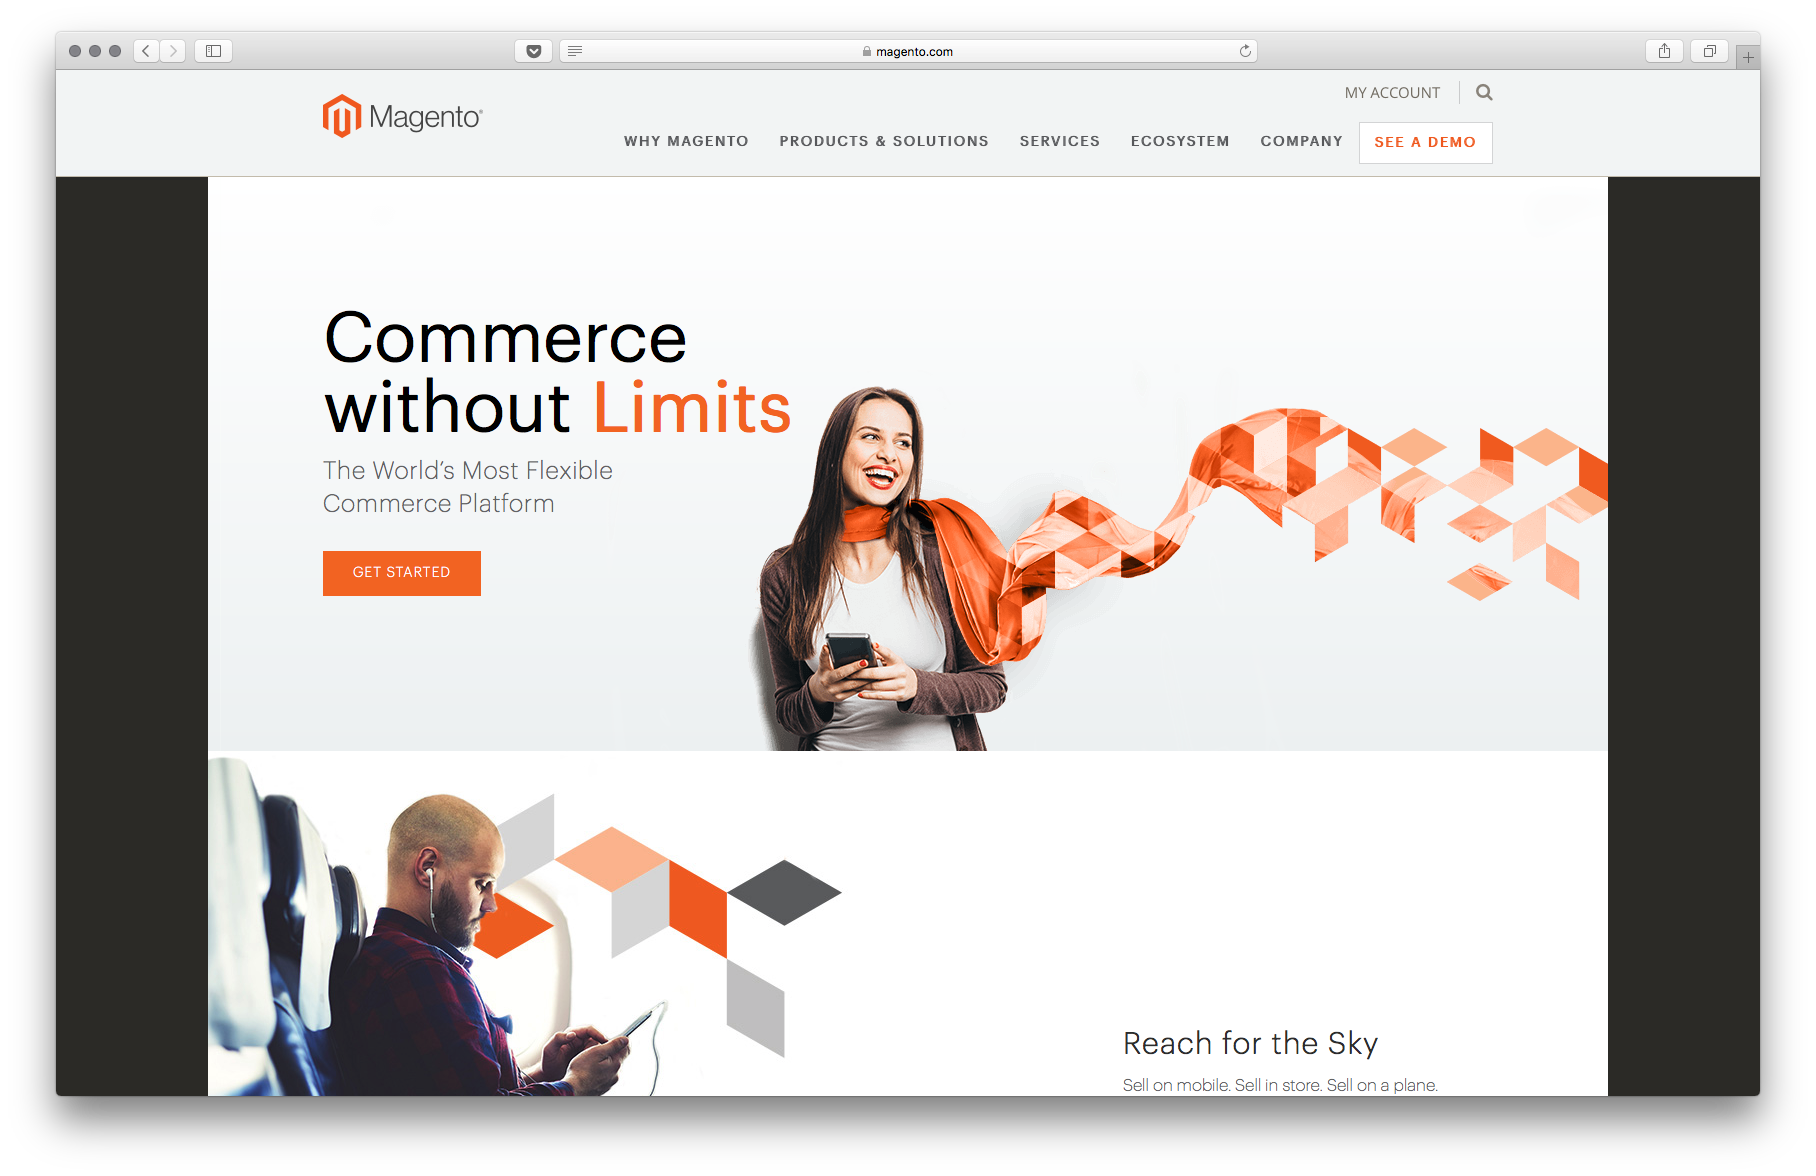 magento.com
MY ACCOUNT
Magento®
WHY MAGENTO PRODUCTS & SOLUTIONS SERVICES ECOSYSTEM COMPANY SEE A DEMO
Commerce
without Limits
The World's Most Flexible
Commerce Platform
GET STARTED
Reach for the Sky
Sell on mobile. Sell in store. Sell on a plane.